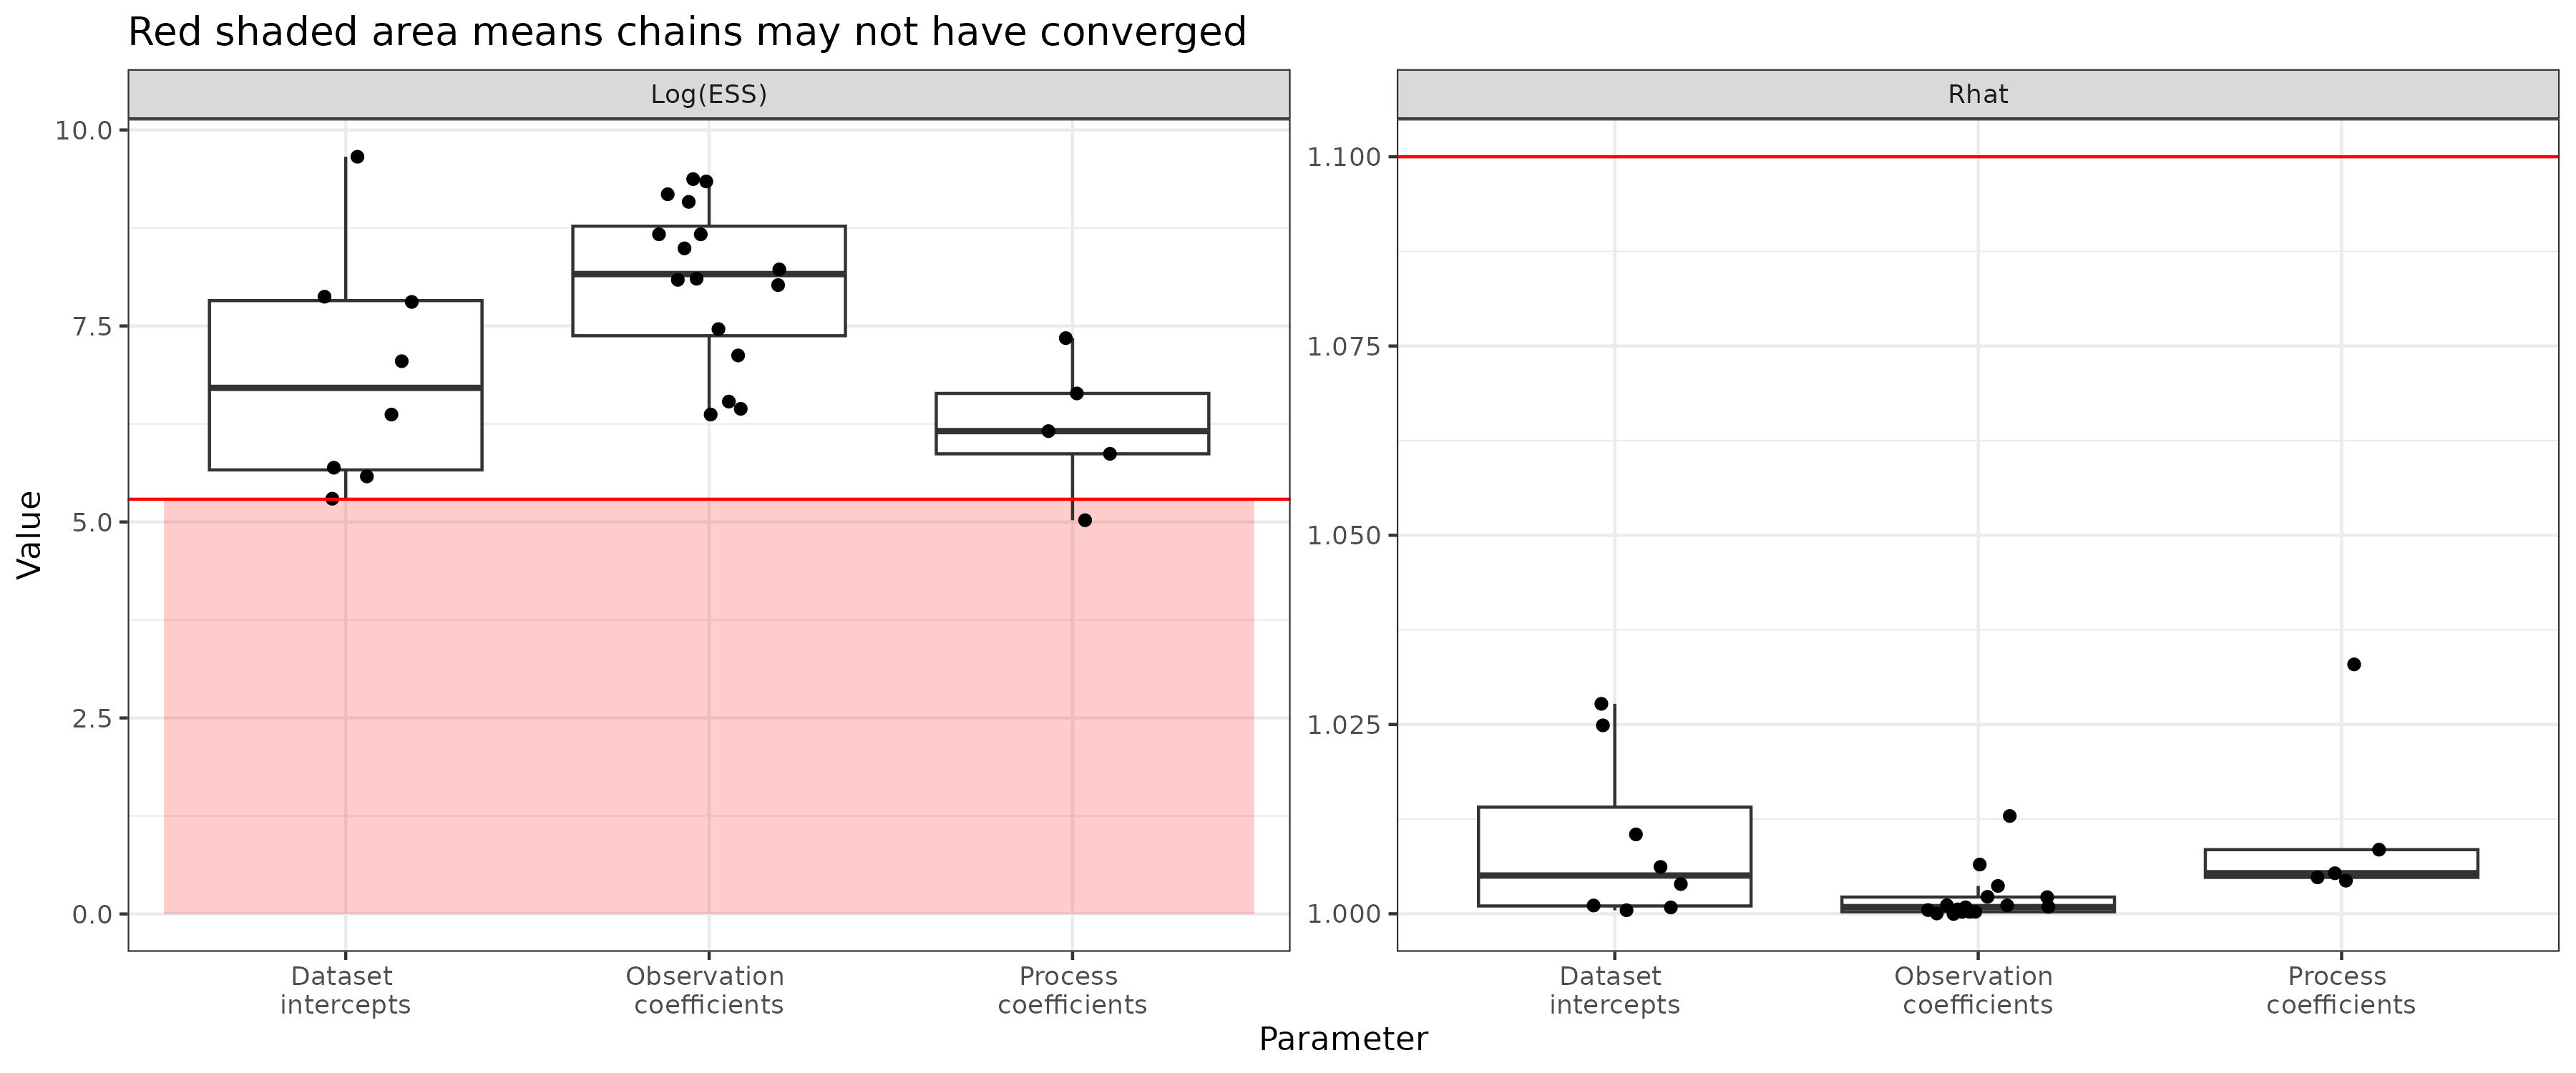 Red shaded area means chains may not have converged
Log(ESS)
Rhat
10.0
7.5
5.0
2.5
0.0
1.100
1.075
1.050
1.025
1.000
Value
Dataset
intercepts
Observation
coefficients
Process
coefficients
Dataset
intercepts
Observation
coefficients
Process
coefficients
Parameter